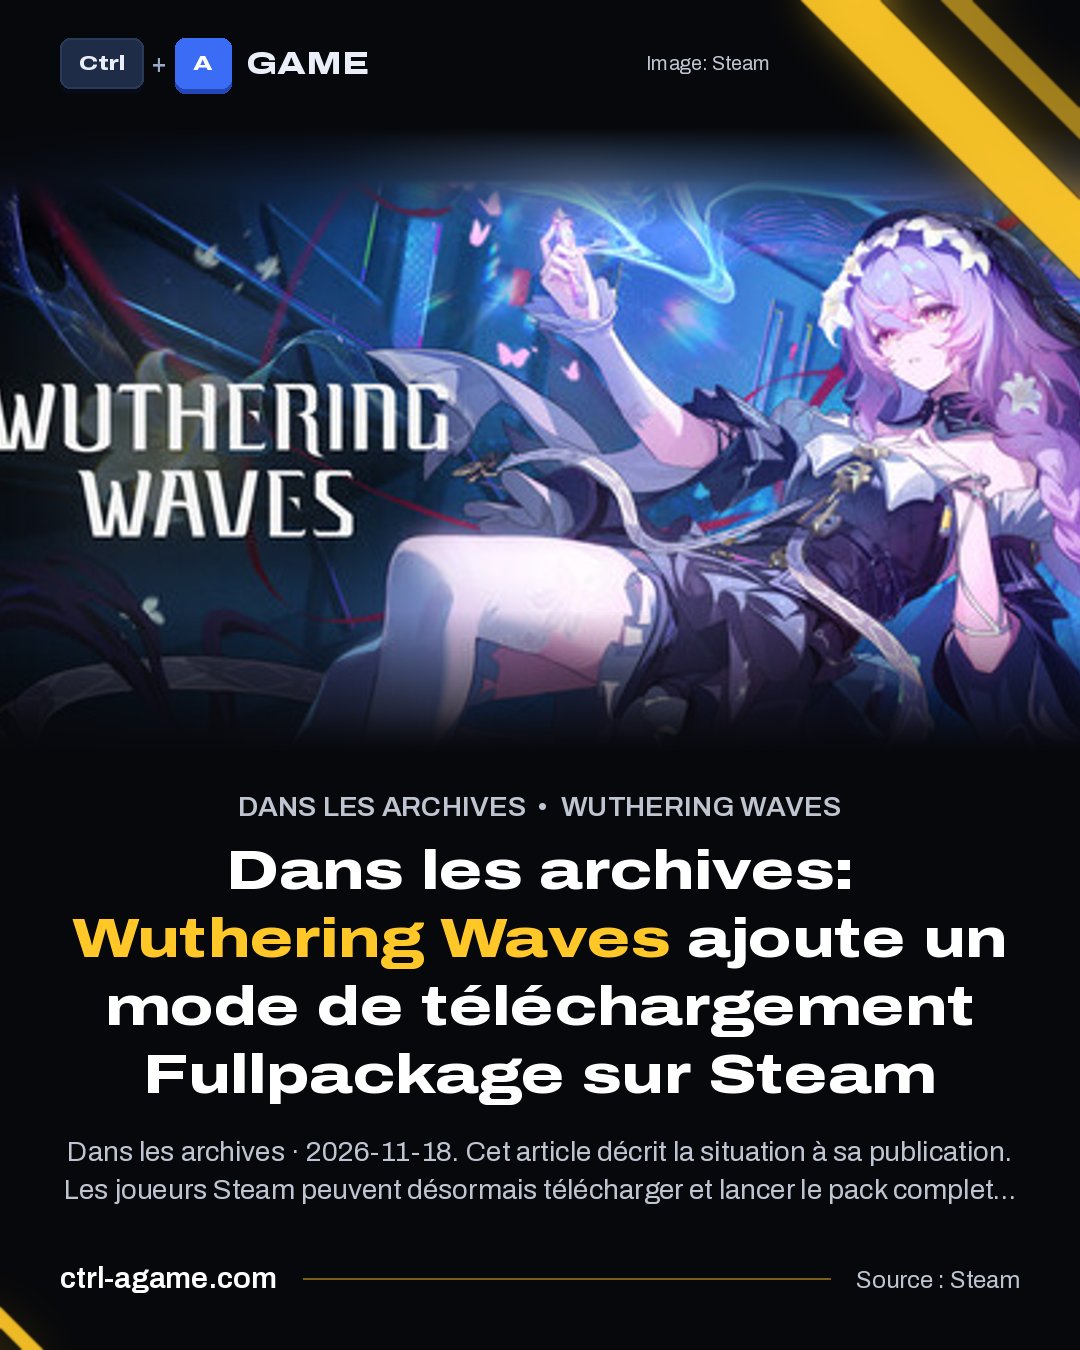 Ctrl + A GAME
Image: Steam
WUTHERING
WAVES
DANS LES ARCHIVES • WUTHERING WAVES
Dans les archives:
Wuthering Waves ajoute un
mode de téléchargement
Fullpackage sur Steam
Dans les archives · 2026-11-18. Cet article décrit la situation à sa publication.
Les joueurs Steam peuvent désormais télécharger et lancer le pack complet...
ctrl-agame.com
Source : Steam